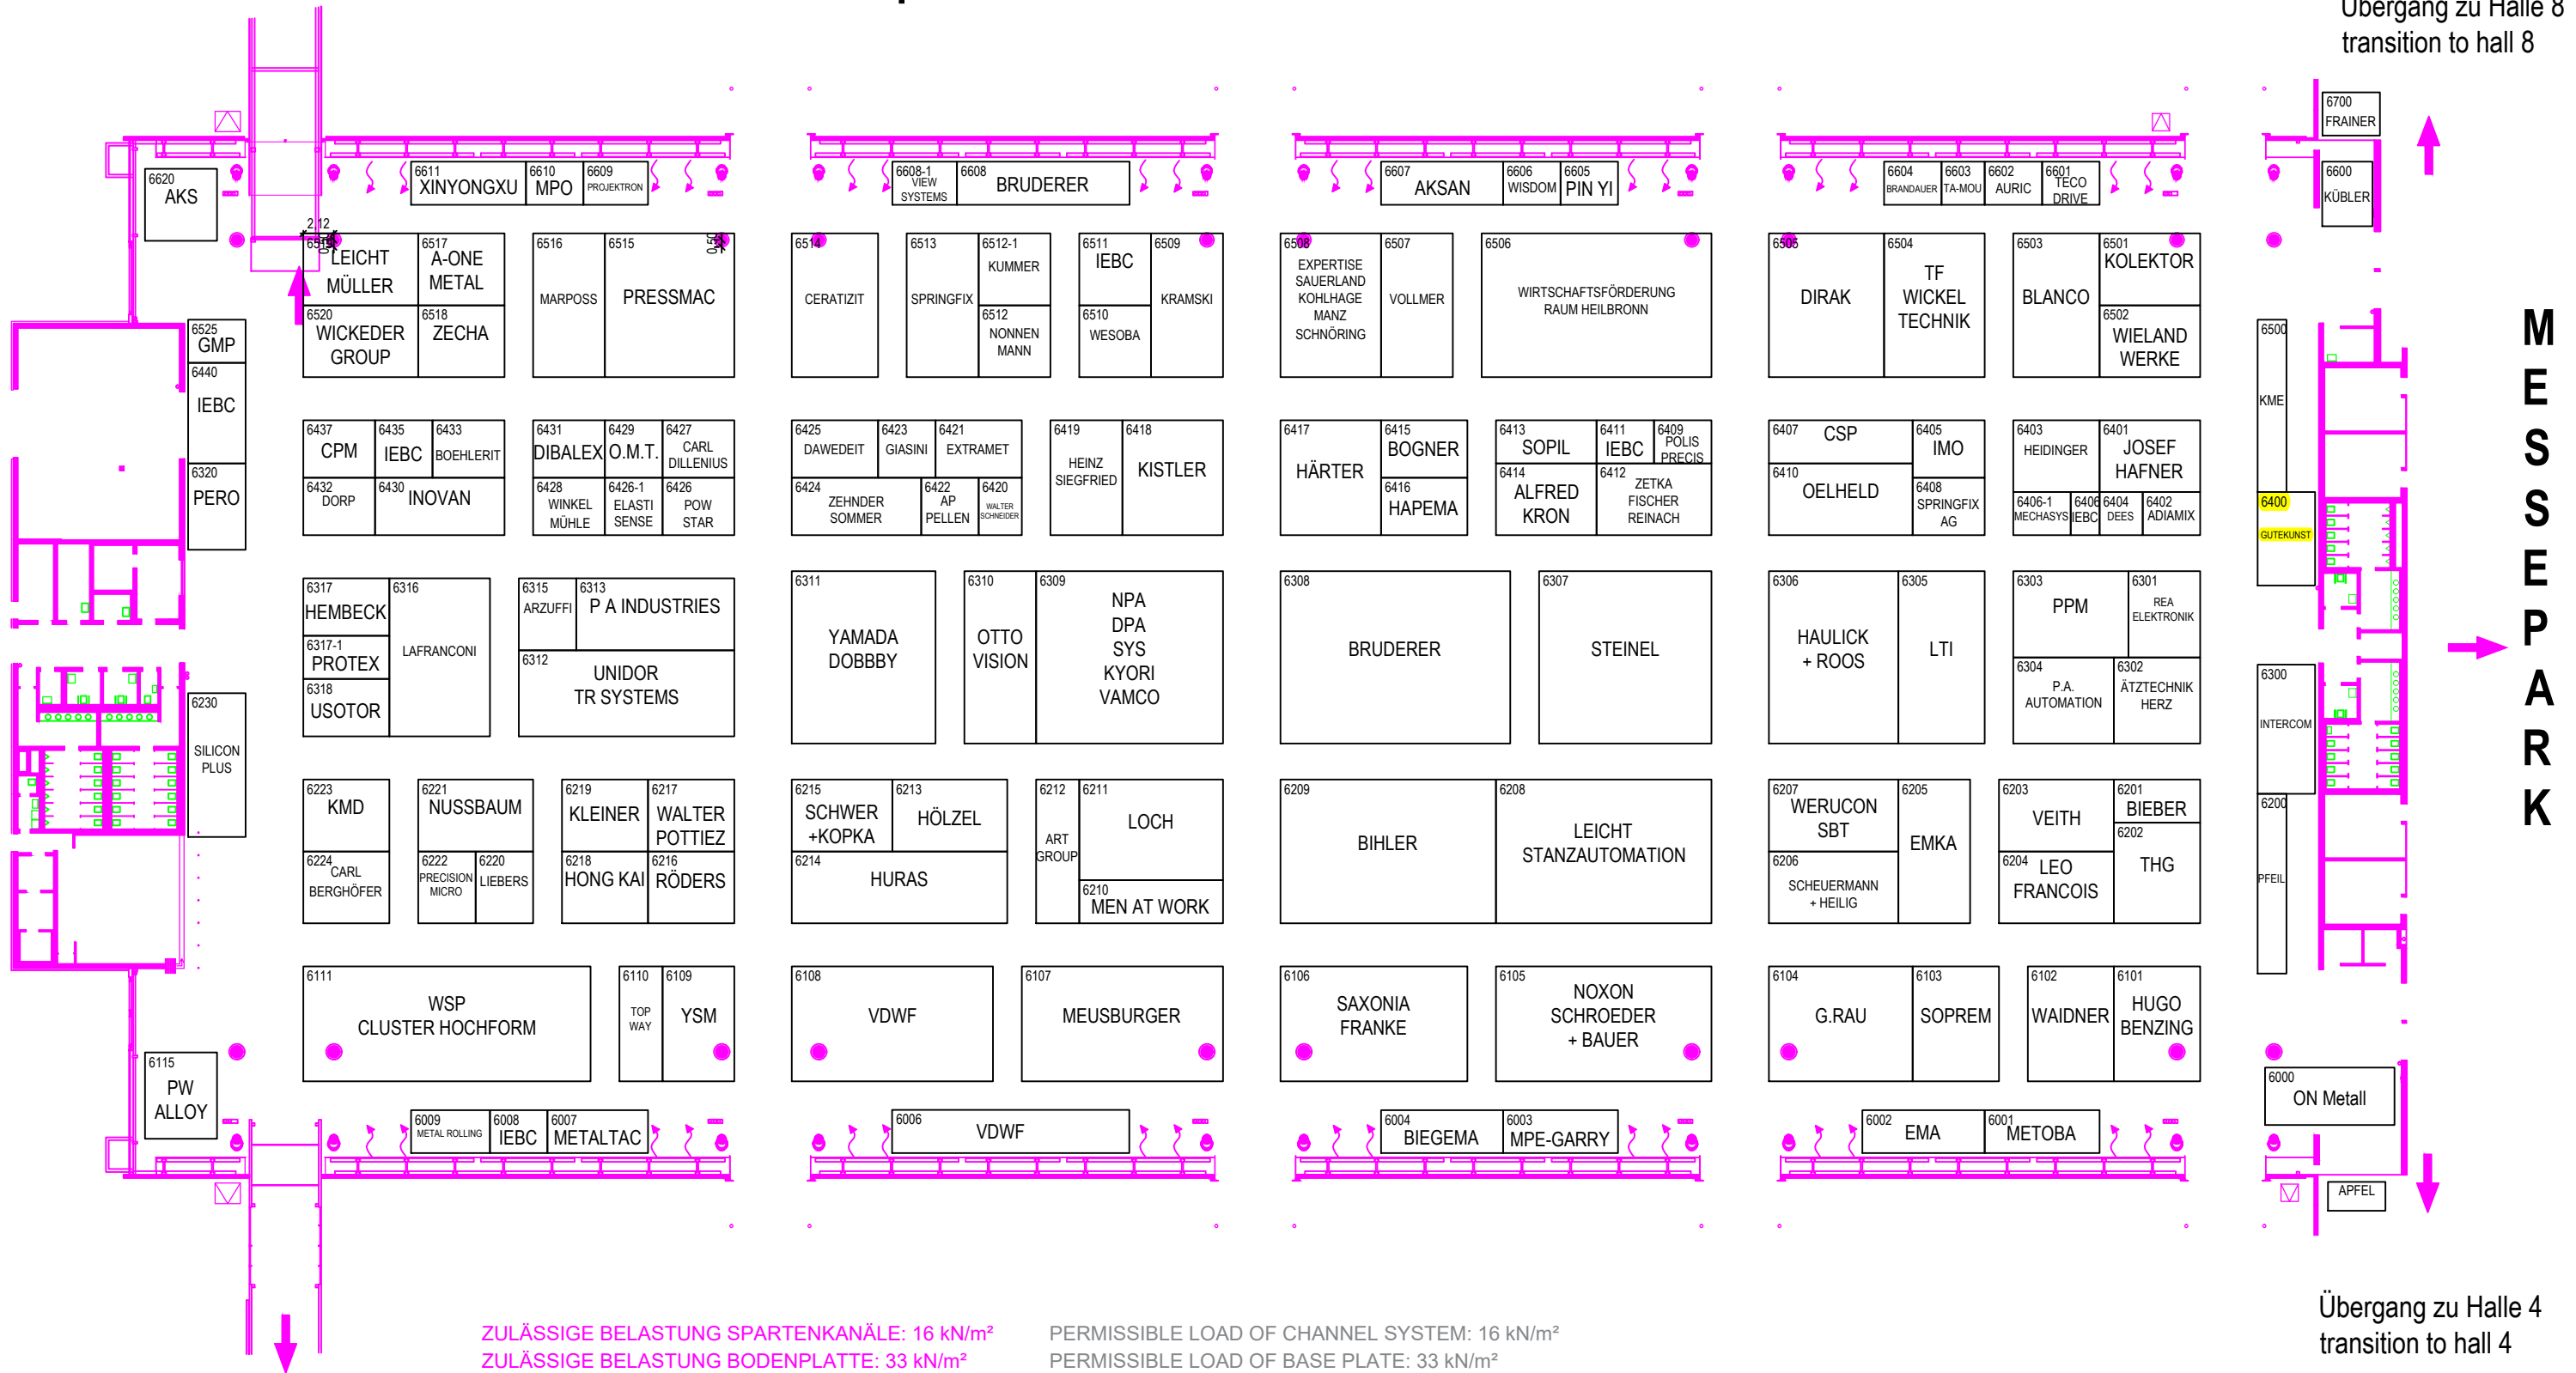 Übergang zu Halle 8
transition to hall 8
6700
FRAINER
6620
AKS
6611
XINYONGXU
6610
MPO
6609
PROJEKTRON
6608-1
VIEW
SYSTEMS
6608
BRUDERER
6607
AKSAN
6606
WISDOM
6605
PIN YI
6604
BRANDAUER
6603
TA-MOU
6602
AURIC
6601
TECO
DRIVE
6600
KÜBLER
2,12
LEICHT
MÜLLER
6517
A-ONE
METAL
6516
MARPOSS
6515
PRESSMAC
0,50
6514
CERATIZIT
6513
SPRINGFIX
6512-1
KUMMER
6511
IEBC
6509
KRAMSKI
6508
EXPERTISE
SAUERLAND
KOHLHAGE
MANZ
SCHNÖRING
6507
VOLLMER
6506
WIRTSCHAFTSFÖRDERUNG
RAUM HEILBRONN
6505
DIRAK
6504
TF
WICKEL
TECHNIK
6503
BLANCO
6501
KOLEKTOR
6520
WICKEDER
GROUP
6518
ZECHA
6512
NONNEN
MANN
6510
WESOBA
6502
WIELAND
WERKE
6525
GMP
6440
IEBC
6320
PERO
6500
KME
6437
CPM
6435
IEBC
6433
BOEHLERIT
6431
DIBALEX
6429
O.M.T.
6427
CARL
DILLENIUS
6425
DAWEDEIT
6423
GIASINI
6421
EXTRAMET
6419
HEINZ
SIEGFRIED
6418
KISTLER
6417
HÄRTER
6415
BOGNER
6413
SOPIL
6411
IEBC
6409
POLIS
PRECIS
6407
CSP
6405
IMO
6403
HEIDINGER
6401
JOSEF
HAFNER
6432
DORP
6430
INOVAN
6428
WINKEL
MÜHLE
6426-1
ELASTI
SENSE
6426
POW
STAR
6424
ZEHNDER
SOMMER
6422
AP
PELLEN
6420
WALTER
SCHNEIDER
6416
HAPEMA
6414
ALFRED
KRON
6412
ZETKA
FISCHER
REINACH
6410
OELHELD
6408
SPRINGFIX
AG
6406-1
MECHASYS
6406
IEBC
6404
DEES
6402
ADIAMIX
6400
GUTEKUNST
6317
HEMBECK
6317-1
PROTEX
6318
USOTOR
6316
LAFRANCONI
6315
ARZUFFI
6313
P A INDUSTRIES
6312
UNIDOR
TR SYSTEMS
6311
YAMADA
DOBBBY
6310
OTTO
VISION
6309
NPA
DPA
SYS
KYORI
VAMCO
6308
BRUDERER
6307
STEINEL
6306
HAULICK
+ ROOS
6305
LTI
6303
PPM
6301
REA
ELEKTRONIK
6304
P.A.
AUTOMATION
6302
ÄTZTECHNIK
HERZ
6300
INTERCOM
6230
SILICON
PLUS
6223
KMD
6221
NUSSBAUM
6219
KLEINER
6217
WALTER
POTTIEZ
6215
SCHWER
+KOPKA
6213
HÖLZEL
6212
ART
GROUP
6211
LOCH
6209
BIHLER
6208
LEICHT
STANZAUTOMATION
6207
WERUCON
SBT
6205
EMKA
6203
VEITH
6201
BIEBER
6202
THG
6200
PFEIL
6224
CARL
BERGHÖFER
6222
PRECISION
MICRO
6220
LIEBERS
6218
HONG KAI
6216
RÖDERS
6214
HURAS
6210
MEN AT WORK
6206
SCHEUERMANN
+ HEILIG
6204
LEO
FRANCOIS
6111
WSP
CLUSTER HOCHFORM
6110
TOP
WAY
6109
YSM
6108
VDWF
6107
MEUSBURGER
6106
SAXONIA
FRANKE
6105
NOXON
SCHROEDER
+ BAUER
6104
G.RAU
6103
SOPREM
6102
WAIDNER
6101
HUGO
BENZING
6115
PW
ALLOY
6009
METAL ROLLING
6008
IEBC
6007
METALTAC
6006
VDWF
6004
BIEGEMA
6003
MPE-GARRY
6002
EMA
6001
METOBA
6000
ON Metall
APFEL
MESSEPARK
Übergang zu Halle 4
transition to hall 4
ZULÄSSIGE BELASTUNG SPARTENKANÄLE: 16 kN/m²
PERMISSIBLE LOAD OF CHANNEL SYSTEM: 16 kN/m²
ZULÄSSIGE BELASTUNG BODENPLATTE: 33 kN/m²
PERMISSIBLE LOAD OF BASE PLATE: 33 kN/m²